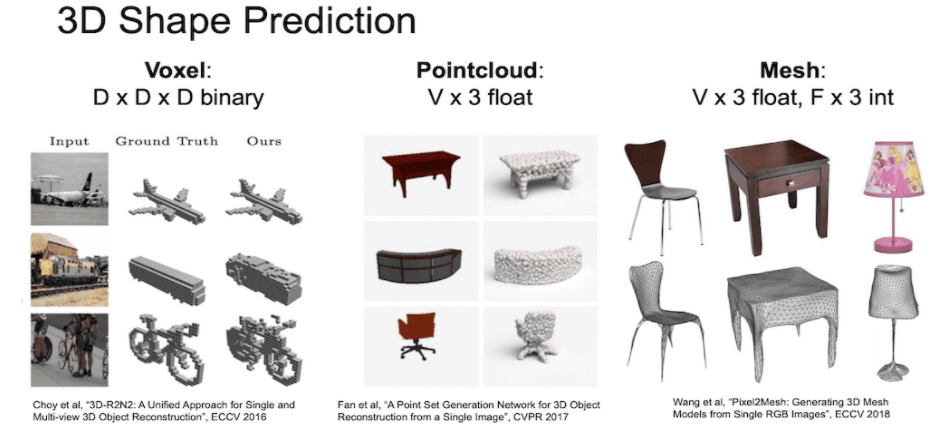 3D Shape Prediction
Voxel:
D x D x D binary
Input Ground Truth Ours
Choy et al, “3D-R2N2: A Unified Approach for Single and
Multi-view 3D Object Reconstruction”, ECCV 2016
Pointcloud:
V x 3 float
Fan et al, “A Point Set Generation Network for 3D Object
Reconstruction from a Single Image”, CVPR 2017
Mesh:
V x 3 float, F x 3 int
Wang et al, “Pixel2Mesh: Generating 3D Mesh
Models from Single RGB Images”, ECCV 2018